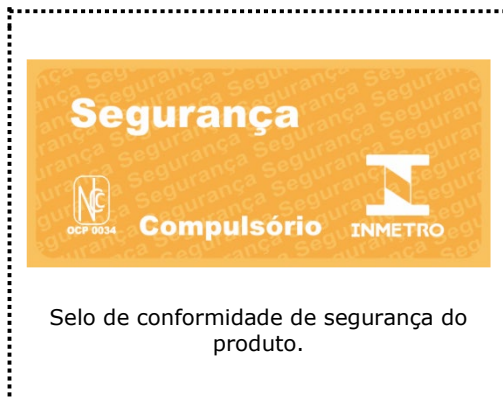 Segurança
NCC
OCP 0034
Compulsório
INMETRO
Selo de conformidade de segurança do
produto.